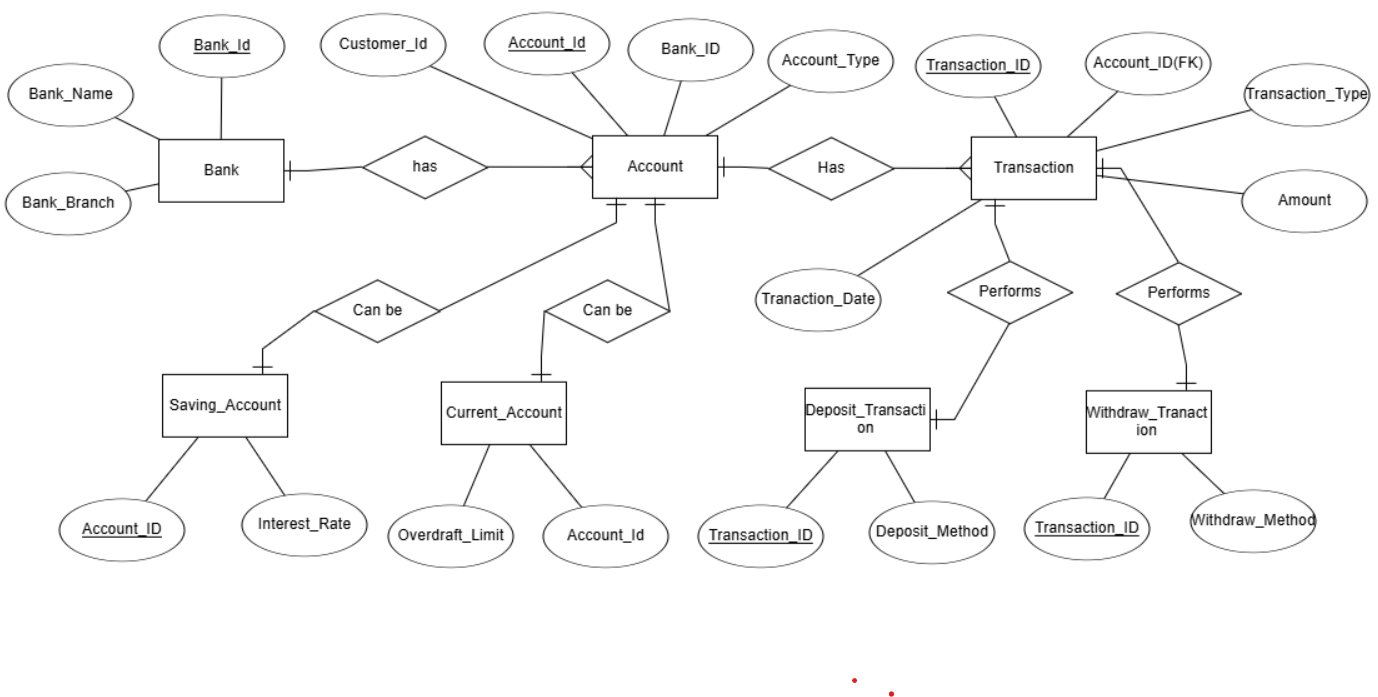 Bank_Id
Customer_Id
Account_Id
Bank_ID
Account_Type
Transaction_ID
Account_ID(FK)
Bank_Name
Transaction_Type
Bank
has
Account
Has
Transaction
Bank_Branch
Amount
Tranaction_Date
Performs
Performs
Can be
Can be
Saving_Account
Current_Account
Deposit_Transacti
on
Withdraw_Tranact
ion
Account_ID
Interest_Rate
Overdraft_Limit
Account_Id
Transaction_ID
Deposit_Method
Transaction_ID
Withdraw_Method